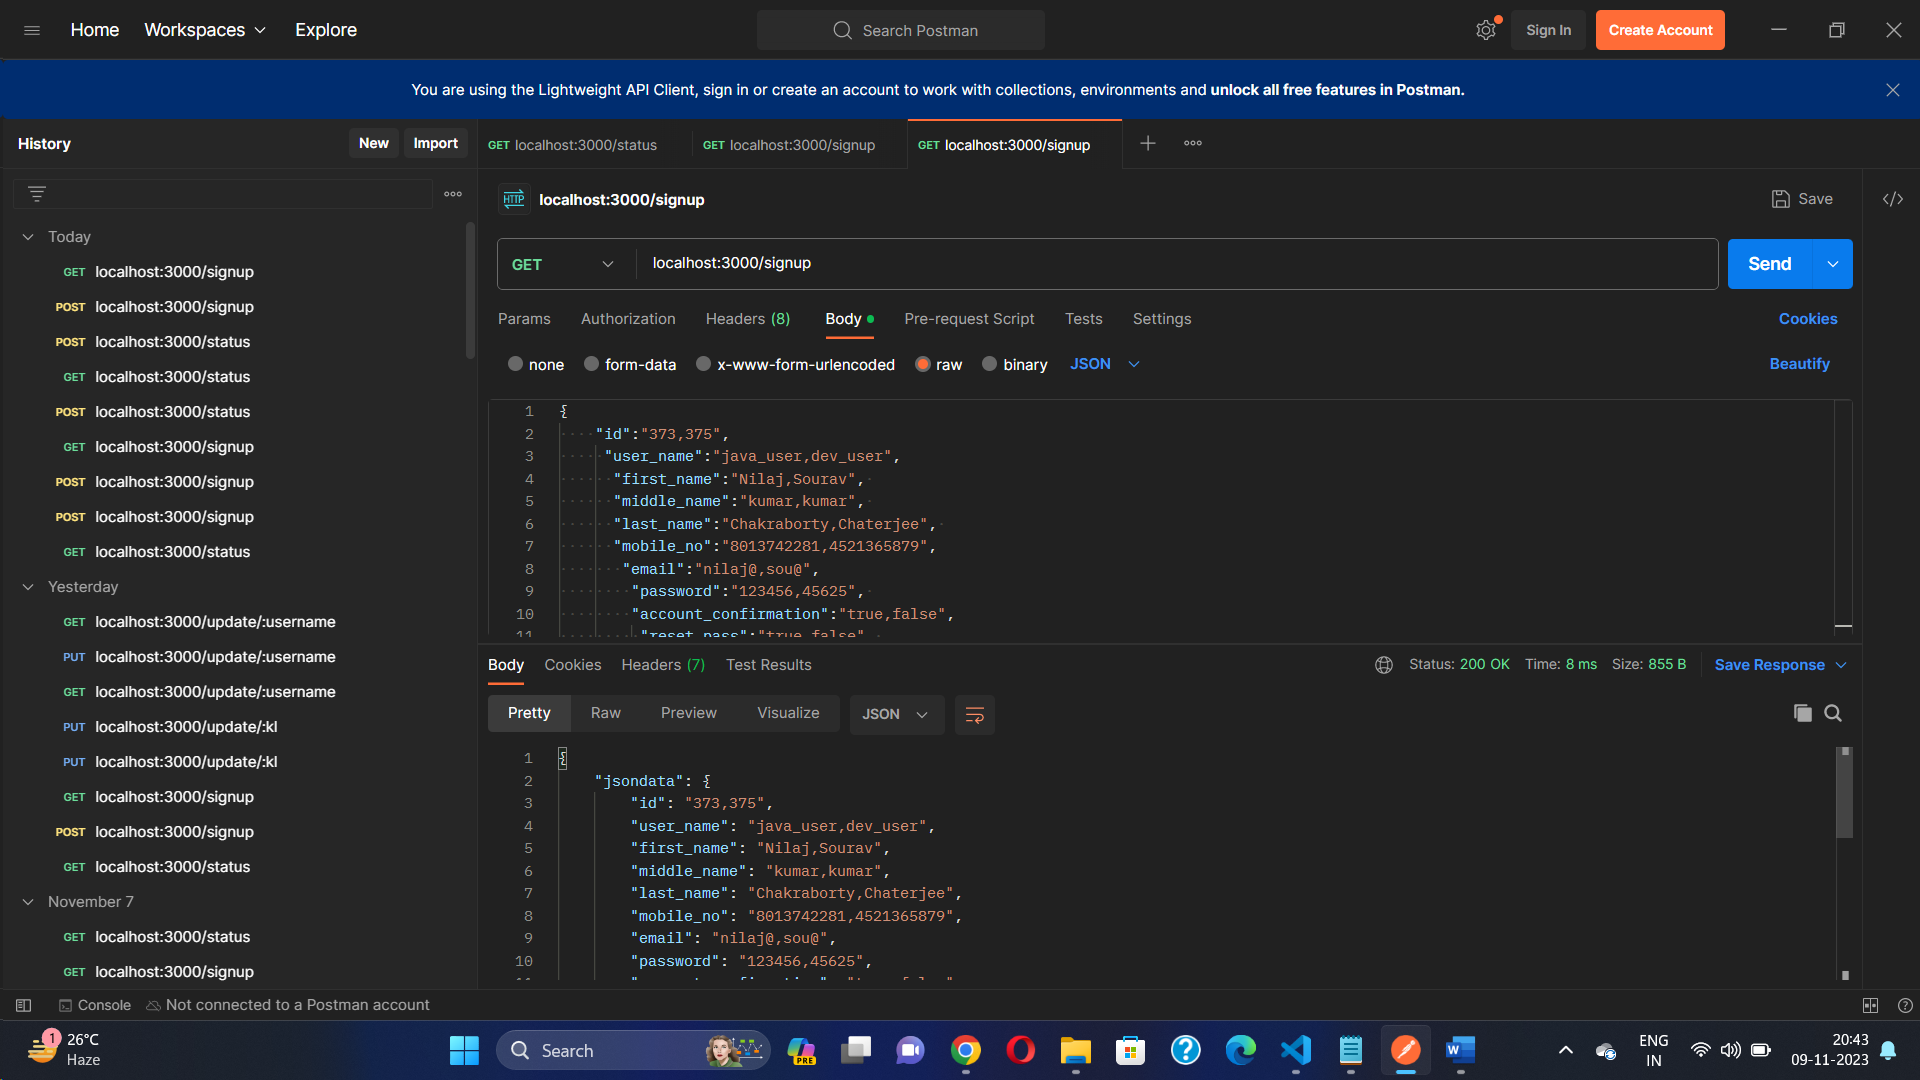 Home Workspaces Explore Search Postman Sign In Create Account
You are using the Lightweight API Client, sign in or create an account to work with collections, environments and unlock all free features in Postman.
History New Import
GET localhost:3000/status GET localhost:3000/signup GET localhost:3000/signup
HTTP localhost:3000/signup Save
Today
GET localhost:3000/signup
POST localhost:3000/signup
POST localhost:3000/status
GET localhost:3000/status
POST localhost:3000/status
GET localhost:3000/signup
POST localhost:3000/signup
POST localhost:3000/signup
GET localhost:3000/status
Yesterday
GET localhost:3000/update/:username
PUT localhost:3000/update/:username
GET localhost:3000/update/:username
PUT localhost:3000/update/:kl
PUT localhost:3000/update/:kl
GET localhost:3000/signup
POST localhost:3000/signup
GET localhost:3000/status
November 7
GET localhost:3000/status
GET localhost:3000/signup
GET localhost:3000/signup Send
Params Authorization Headers (8) Body Pre-request Script Tests Settings Cookies
none form-data x-www-form-urlencoded raw binary JSON Beautify
1 {
2 "id":"373,375",
3 "user_name":"java_user,dev_user",
4 "first_name":"Nilaj,Sourav",
5 "middle_name":"kumar,kumar",
6 "last_name":"Chakraborty,Chaterjee",
7 "mobile_no":"8013742281,4521365879",
8 "email":"nilaj@,sou@",
9 "password":"123456,45625",
10 "account_confirmation":"true,false",
11 "reset_pass":"true,false",
Body Cookies Headers (7) Test Results Status: 200 OK Time: 8 ms Size: 855 B Save Response
Pretty Raw Preview Visualize JSON
1 {
2 "jsondata": {
3 "id": "373,375",
4 "user_name": "java_user,dev_user",
5 "first_name": "Nilaj,Sourav",
6 "middle_name": "kumar,kumar",
7 "last_name": "Chakraborty,Chaterjee",
8 "mobile_no": "8013742281,4521365879",
9 "email": "nilaj@,sou@",
10 "password": "123456,45625",
Console Not connected to a Postman account
1 26°C
Haze
Search
PRE
W
ENG
IN
20:43
09-11-2023